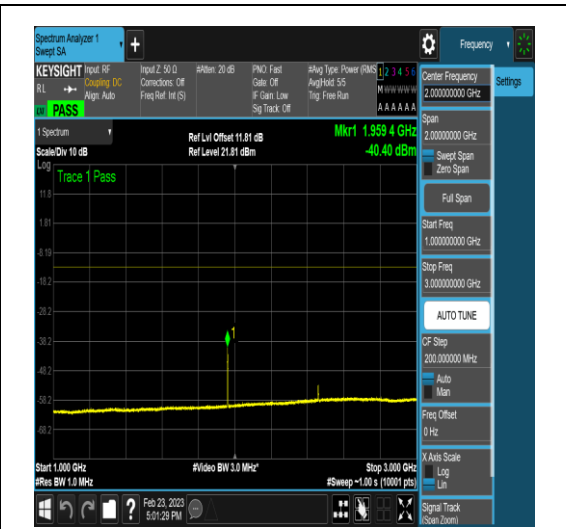 Spectrum Analyzer 1
Swept SA
Frequency
KEYSIGHT
RL
Input: RF
Coupling: DC
Align: Auto
Input Z: 50 Ω
Corrections: Off
Freq Ref: Int (S)
#Atten: 20 dB
PNO: Fast
Gate: Off
IF Gain: Low
Sig Track: Off
#Avg Type: Power (RMS
Avg|Hold: 5/5
Trig: Free Run
1 2 3 4 5 6
M W W W W W
A A A A A A
PASS
1 Spectrum
Scale/Div 10 dB
Ref Lvl Offset 11.81 dB
Ref Level 21.81 dBm
Mkr1 1.959 4 GHz
-40.40 dBm
Log
Trace 1 Pass
11.8
1.81
-8.19
-18.2
-28.2
-38.2
-48.2
-58.2
-68.2
1
Start 1.000 GHz
#Res BW 1.0 MHz
#Video BW 3.0 MHz*
Stop 3.000 GHz
#Sweep ~1.00 s (10001 pts)
Feb 23, 2023
5:01:29 PM
Center Frequency
2.000000000 GHz
Settings
Span
2.00000000 GHz
Swept Span
Zero Span
Full Span
Start Freq
1.000000000 GHz
Stop Freq
3.000000000 GHz
AUTO TUNE
CF Step
200.000000 MHz
Auto
Man
Freq Offset
0 Hz
X Axis Scale
Log
Lin
Signal Track
(Span Zoom)